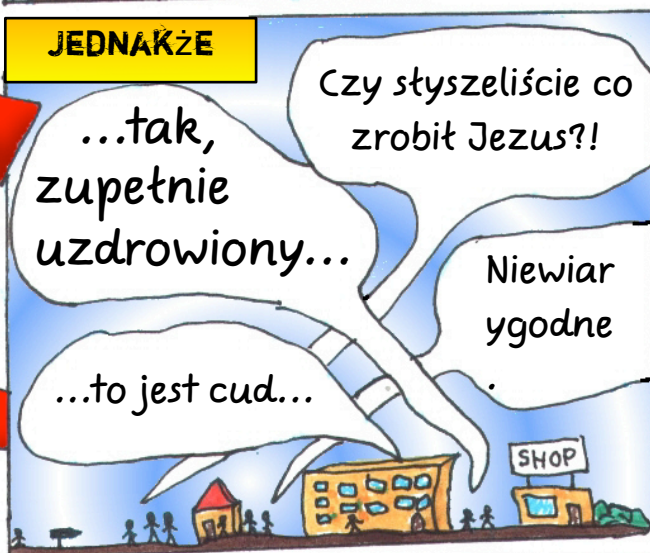 JEDNAKŻE
Czy słyszeliście co
zrobił Jezus?!
...tak,
zupełnie
uzdrowiony...
Niewiar
ygodne
.
...to jest cud...
SHOP